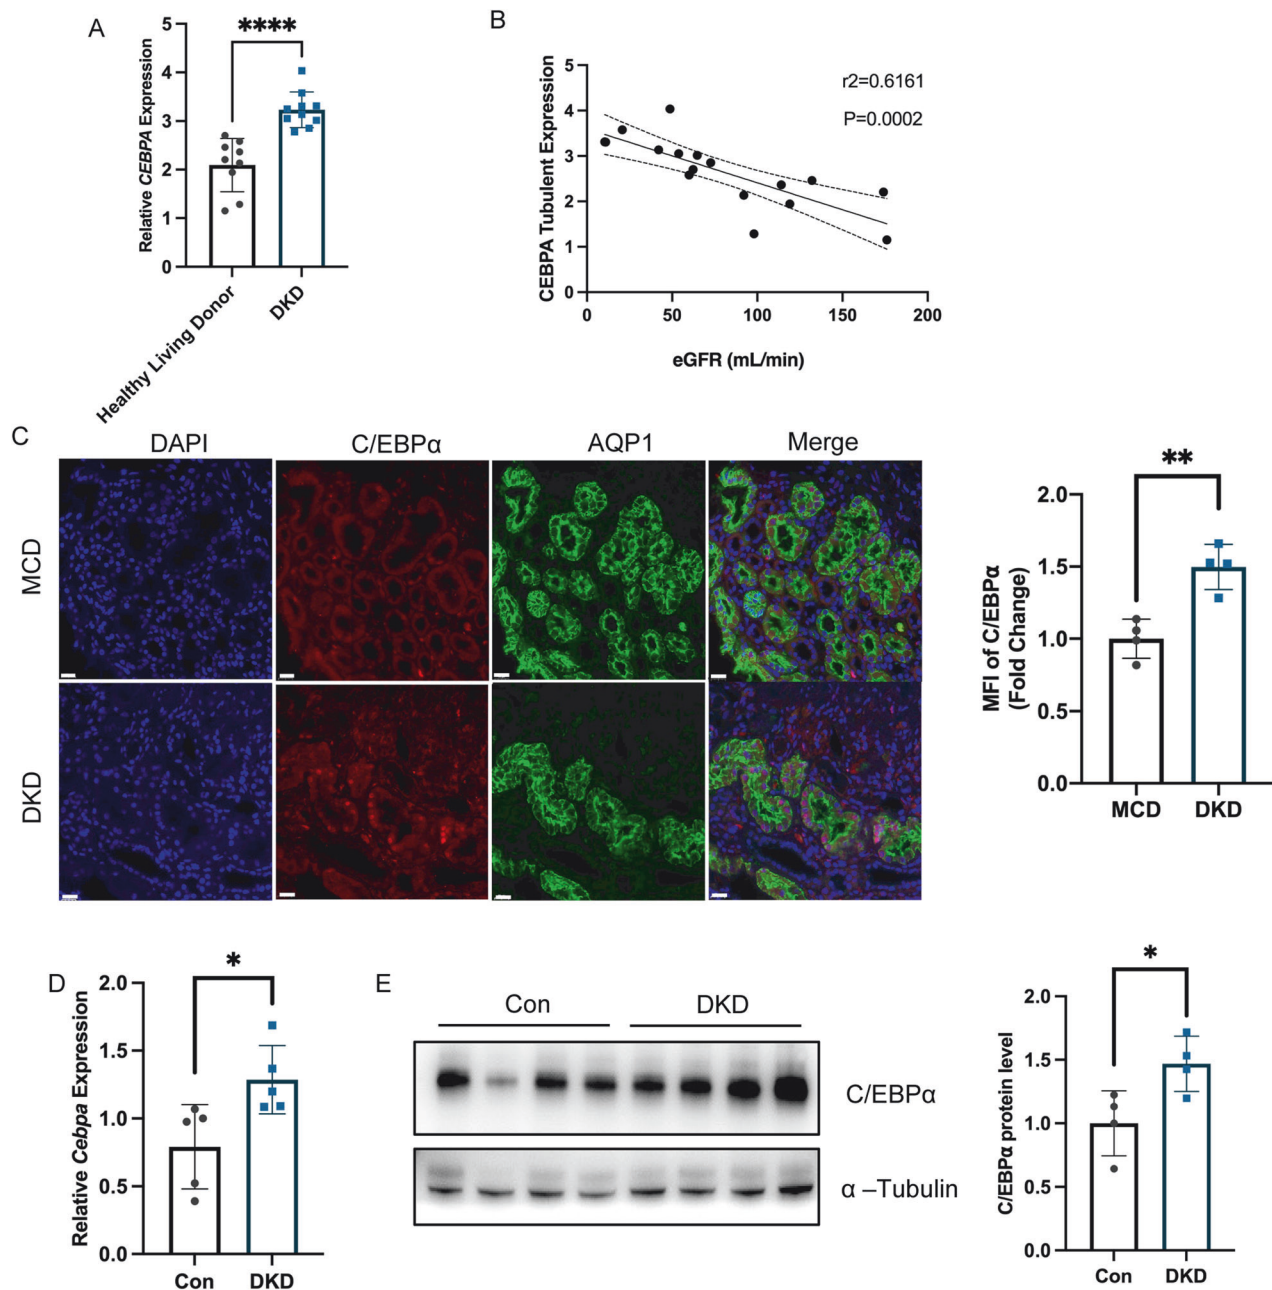 A
****
Relative CEBPA Expression
5
4
3
2
1
0
Healthy Living Donor
DKD
B
CEBPA Tubulent Expression
5
4
3
2
1
0
r2=0.6161
P=0.0002
0
50
100
150
200
eGFR (mL/min)
C
DAPI
C/EBPα
AQP1
Merge
MCD
DKD
**
MFI of C/EBPα
(Fold Change)
2.0
1.5
1.0
0.5
0.0
MCD
DKD
D
*
Relative Cebpa Expression
2.0
1.5
1.0
0.5
0.0
Con
DKD
E
Con
DKD
C/EBPα
α –Tubulin
*
C/EBPα protein level
2.0
1.5
1.0
0.5
0.0
Con
DKD